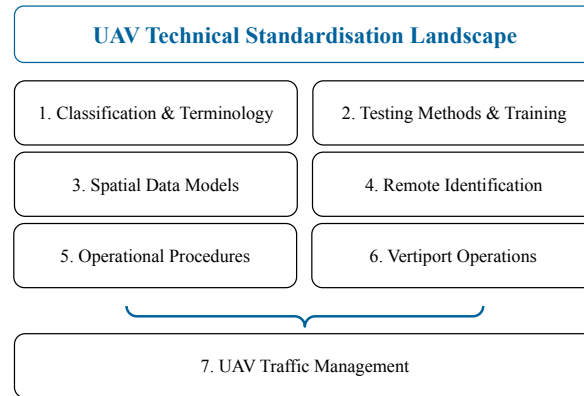 UAV Technical Standardisation Landscape
1. Classification & Terminology
2. Testing Methods & Training
3. Spatial Data Models
4. Remote Identification
5. Operational Procedures
6. Vertiport Operations
7. UAV Traffic Management